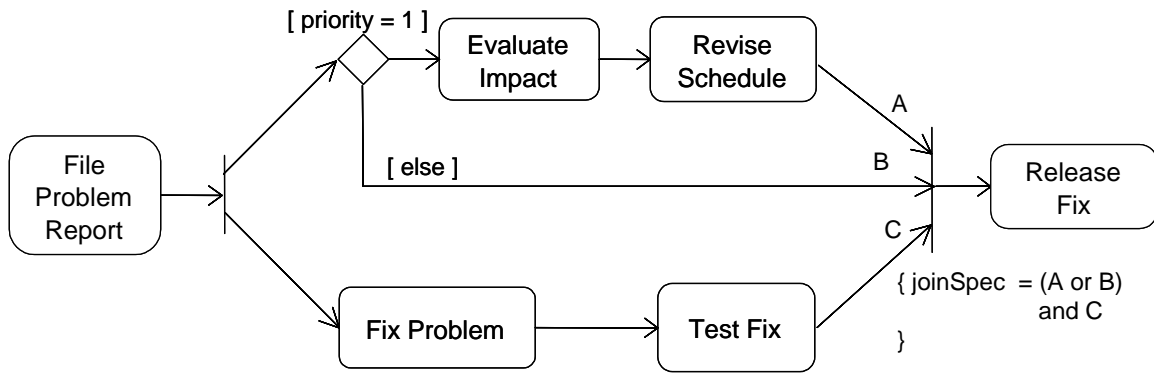 [ priority = 1 ]
Evaluate
Impact
Revise
Schedule
A
File
Problem
Report
[ else ]
B
Release
Fix
C
Fix Problem
Test Fix
{ joinSpec = (A or B)
and C
}